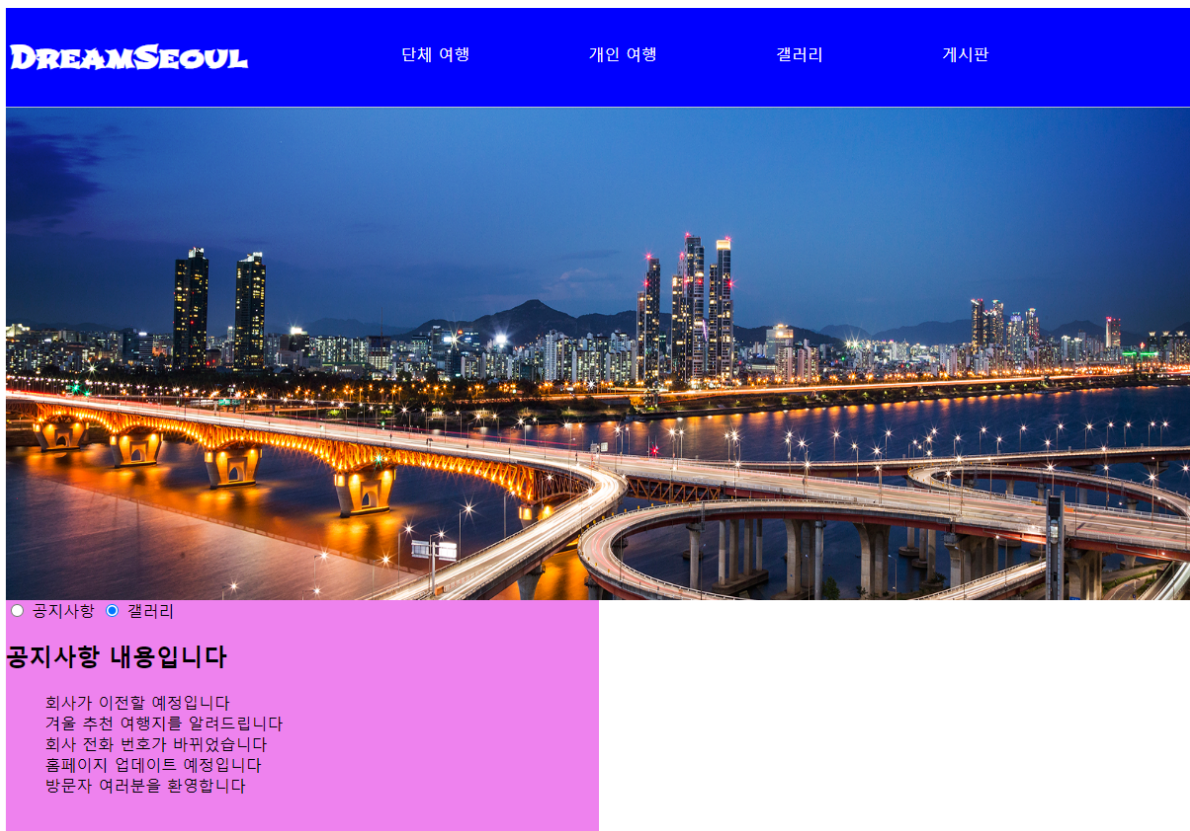 DREAMSEOUL 단체 여행 개인 여행 갤러리 게시판
공지사항 갤러리
공지사항 내용입니다
회사가 이전할 예정입니다
겨울 추천 여행지를 알려드립니다
회사 전화 번호가 바뀌었습니다
홈페이지 업데이트 예정입니다
방문자 여러분을 환영합니다